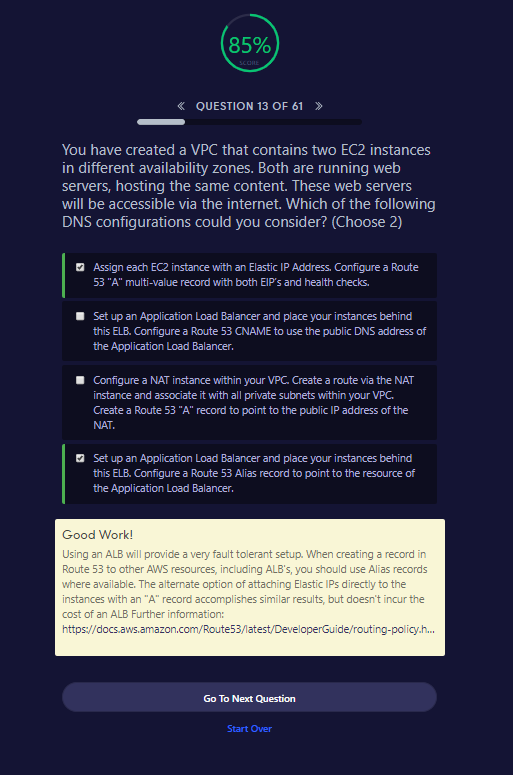 85%
SCORE
QUESTION 13 OF 61
You have created a VPC that contains two EC2 instances
in different availability zones. Both are running web
servers, hosting the same content. These web servers
will be accessible via the internet. Which of the following
DNS configurations could you consider? (Choose 2)
Assign each EC2 instance with an Elastic IP Address. Configure a Route
53 "A" multi-value record with both EIP's and health checks.
Set up an Application Load Balancer and place your instances behind
this ELB. Configure a Route 53 CNAME to use the public DNS address of
the Application Load Balancer.
Configure a NAT instance within your VPC. Create a route via the NAT
instance and associate it with all private subnets within your VPC.
Create a Route 53 "A" record to point to the public IP address of the
NAT.
Set up an Application Load Balancer and place your instances behind
this ELB. Configure a Route 53 Alias record to point to the resource of
the Application Load Balancer.
Good Work!
Using an ALB will provide a very fault tolerant setup. When creating a record in
Route 53 to other AWS resources, including ALB's, you should use Alias records
where available. The alternate option of attaching Elastic IPs directly to the
instances with an "A" record accomplishes similar results, but doesn't incur the
cost of an ALB Further information:
https://docs.aws.amazon.com/Route53/latest/DeveloperGuide/routing-policy.h...
Go To Next Question
Start Over